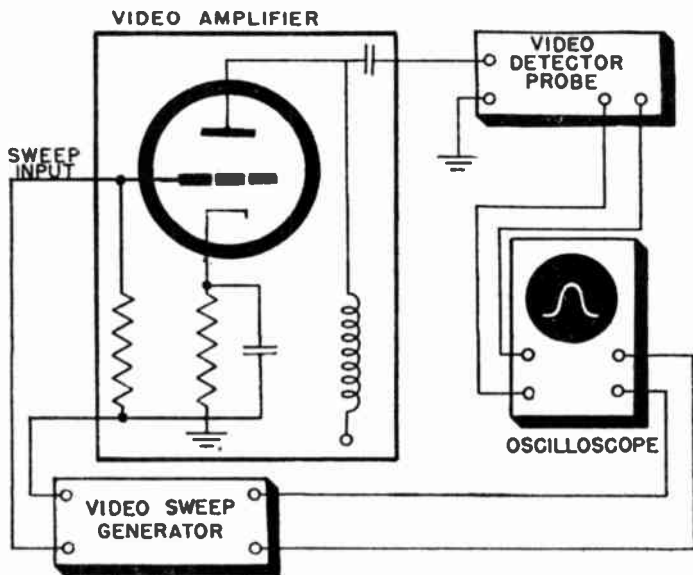 VIDEO AMPLIFIER
VIDEO
DETECTOR
PROBE
SWEEP
INPUT
OSCILLOSCOPE
VIDEO SWEEP
GENERATOR